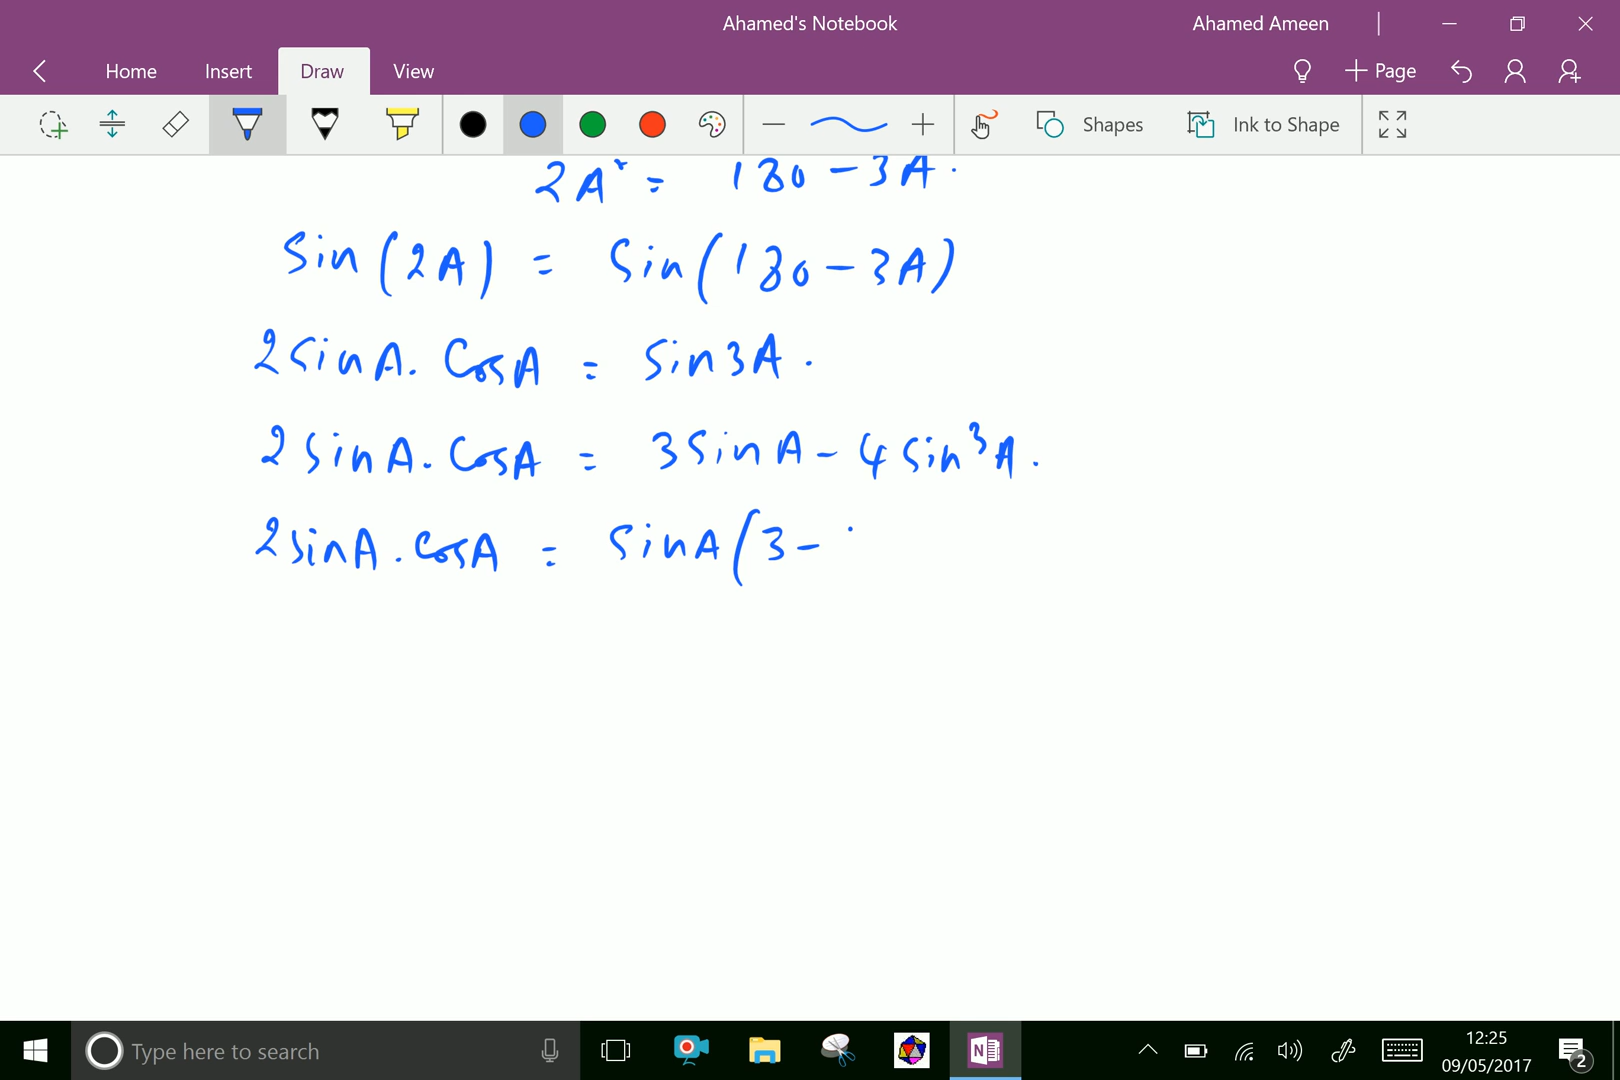 Ahamed's Notebook Ahamed Ameen
Home Insert Draw View Page
Shapes Ink to Shape
2A° = 180 - 3A.
Sin(2A) = Sin(180 - 3A)
2SinA. CosA = Sin3A.
2SinA. CosA = 3SinA - 4Sin³A.
2SinA. CosA = SinA(3 -
Type here to search
N
12:25
09/05/2017
2